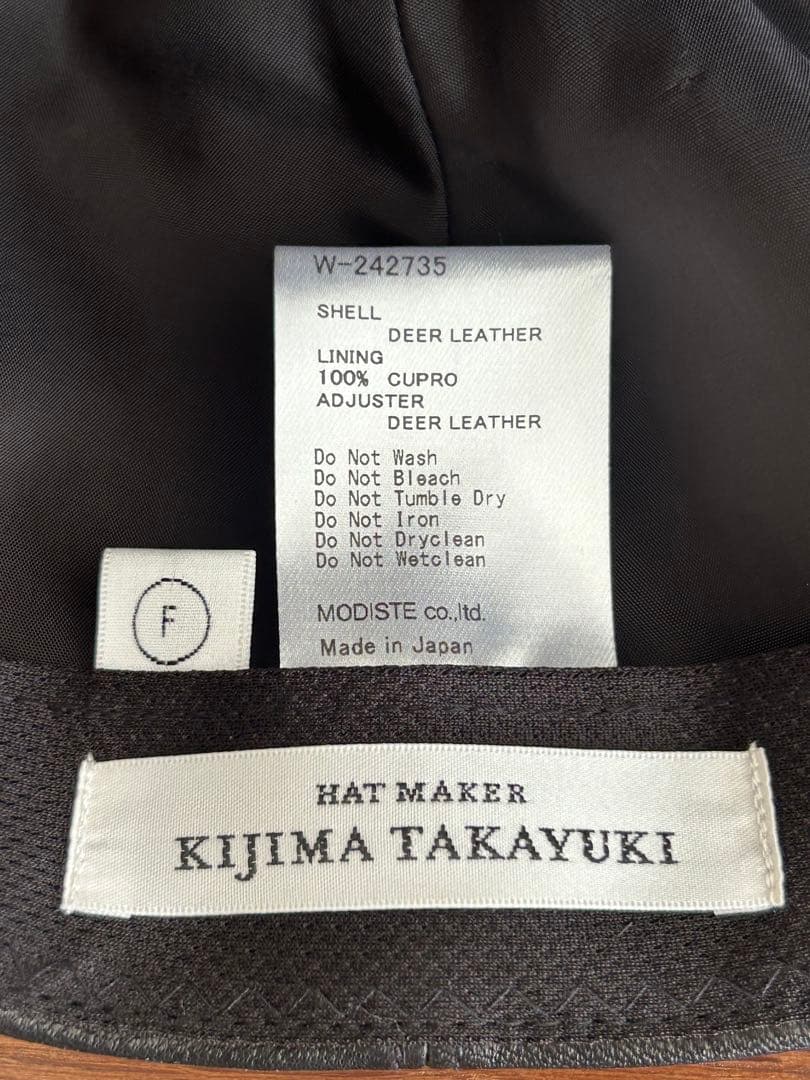 W-242735
SHELL
DEER LEATHER
LINING
100% CUPRO
ADJUSTER
DEER LEATHER
Do Not Wash
Do Not Bleach
Do Not Tumble Dry
Do Not Iron
Do Not Dryclean
Do Not Wetclean
MODISTE co.,ltd.
Made in Japan
F
HAT MAKER
KIJIMA TAKAYUKI